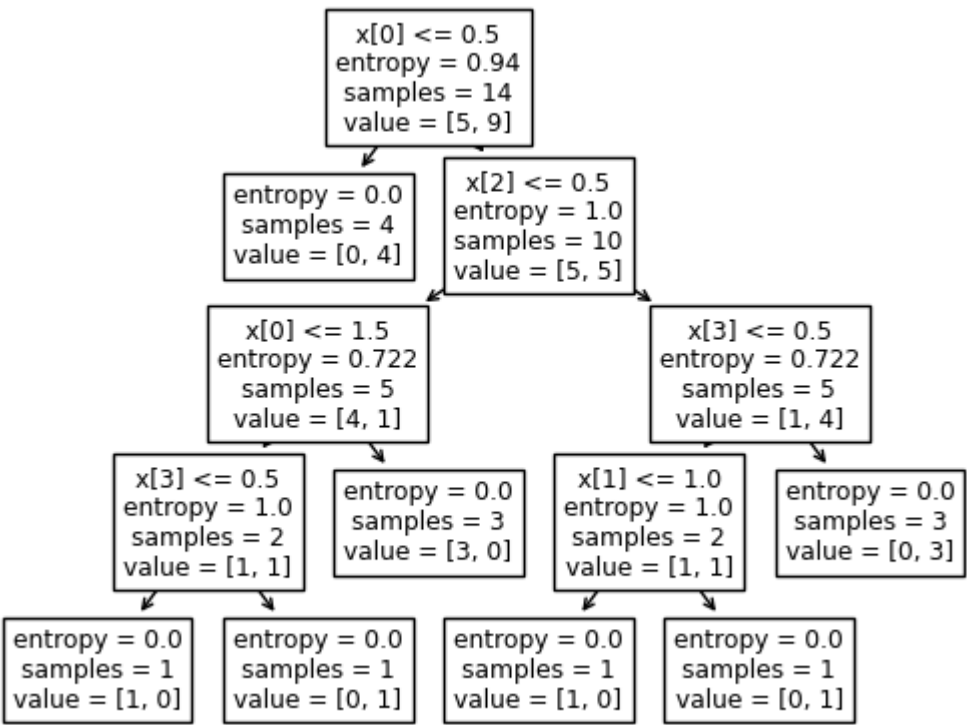 x[0] <= 0.5
entropy = 0.94
samples = 14
value = [5, 9]
entropy = 0.0
samples = 4
value = [0, 4]
x[2] <= 0.5
entropy = 1.0
samples = 10
value = [5, 5]
x[0] <= 1.5
entropy = 0.722
samples = 5
value = [4, 1]
x[3] <= 0.5
entropy = 0.722
samples = 5
value = [1, 4]
x[3] <= 0.5
entropy = 1.0
samples = 2
value = [1, 1]
entropy = 0.0
samples = 3
value = [3, 0]
x[1] <= 1.0
entropy = 1.0
samples = 2
value = [1, 1]
entropy = 0.0
samples = 3
value = [0, 3]
entropy = 0.0
samples = 1
value = [1, 0]
entropy = 0.0
samples = 1
value = [0, 1]
entropy = 0.0
samples = 1
value = [1, 0]
entropy = 0.0
samples = 1
value = [0, 1]